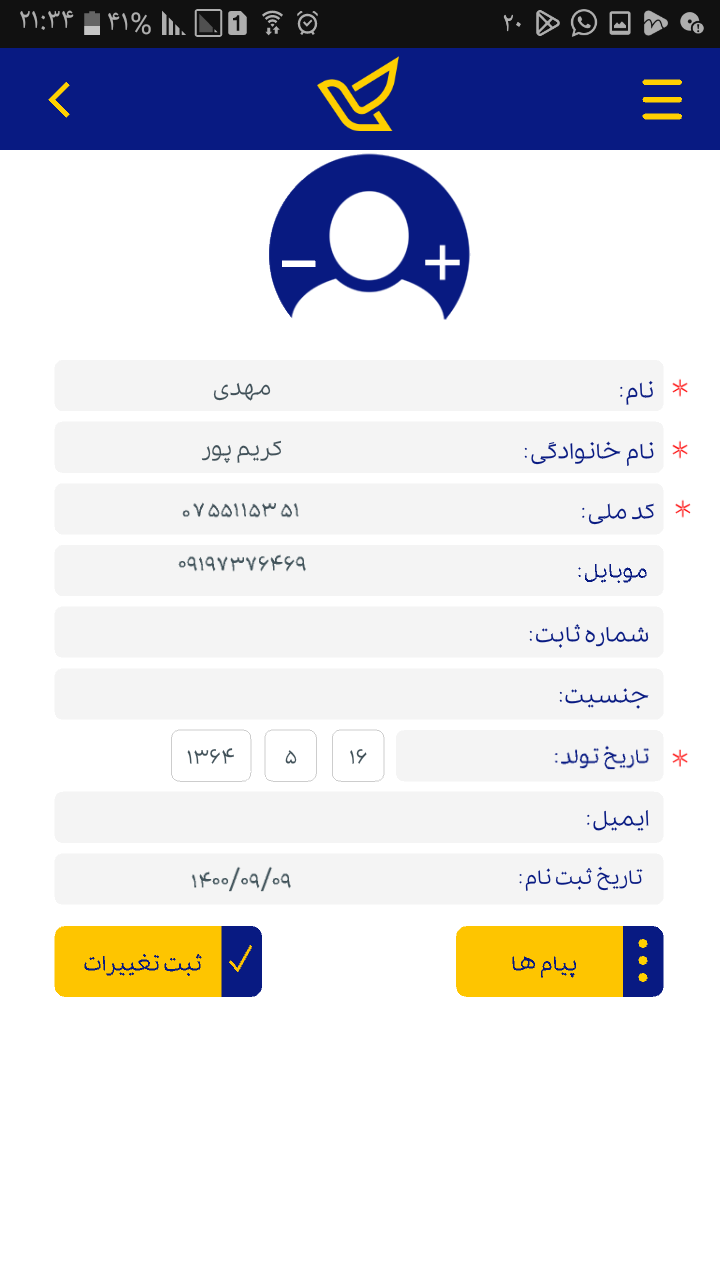 ۲۱:۳۴ ۴۱% 1 ۲۰
نام: مهدی *
نام خانوادگی: کریم پور *
کد ملی: ۰۷۵۵۱۱۵۳۵۱ *
موبایل: ۰۹۱۹۷۳۷۶۴۶۹
شماره ثابت:
جنسیت:
تاریخ تولد: ۱۶ ۵ ۱۳۶۴ *
ایمیل:
تاریخ ثبت نام: ۱۴۰۰/۰۹/۰۹
پیام ها
ثبت تغییرات